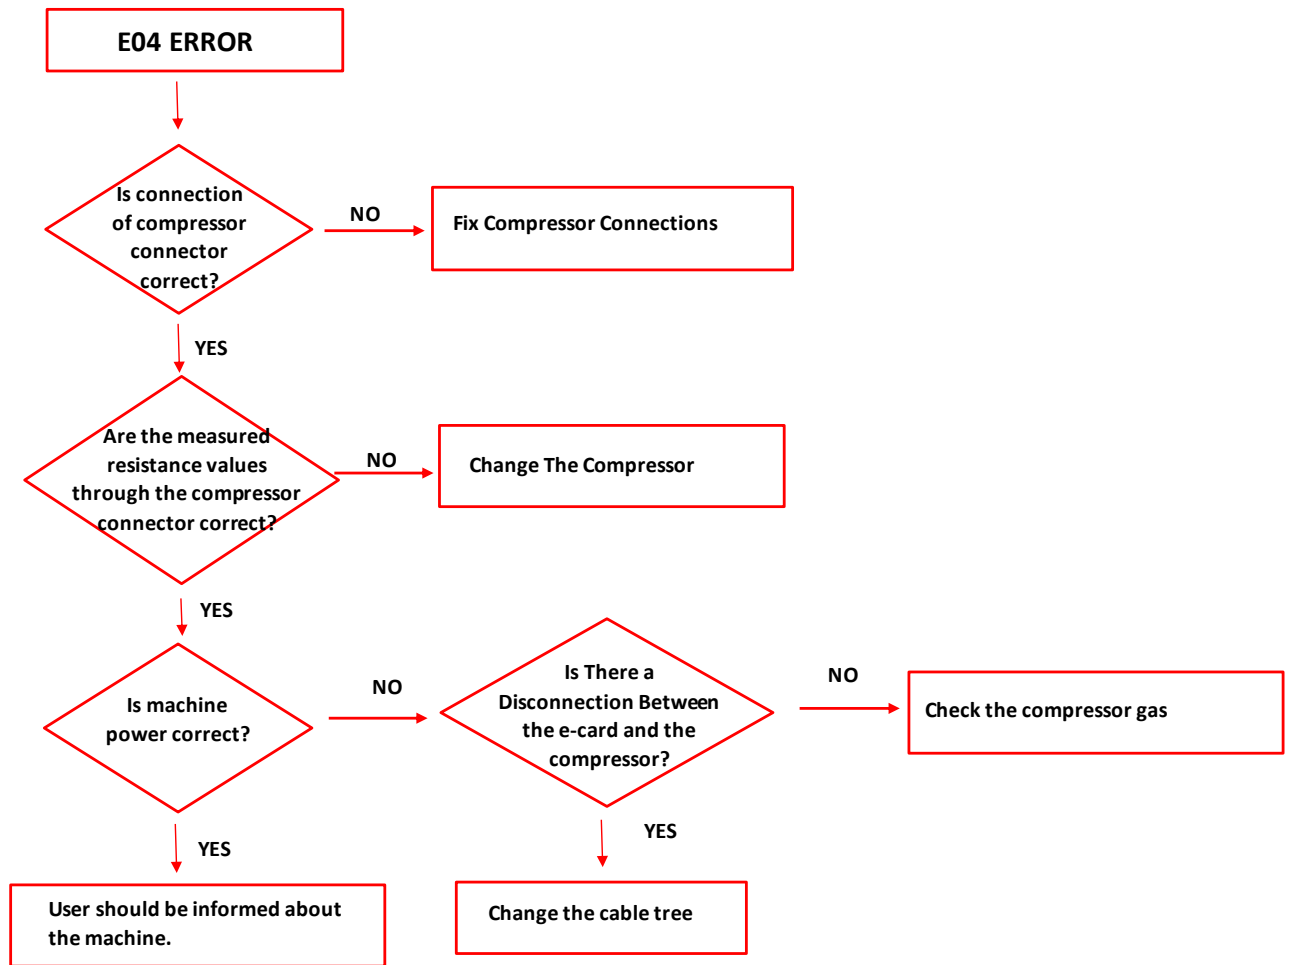 E04 ERROR
Is connection
of compressor
connector
correct?
NO
Fix Compressor Connections
YES
Are the measured
resistance values
through the compressor
connector correct?
NO
Change The Compressor
YES
Is machine
power correct?
NO
Is There a
Disconnection Between
the e-card and the
compressor?
NO
Check the compressor gas
YES
User should be informed about
the machine.
YES
Change the cable tree